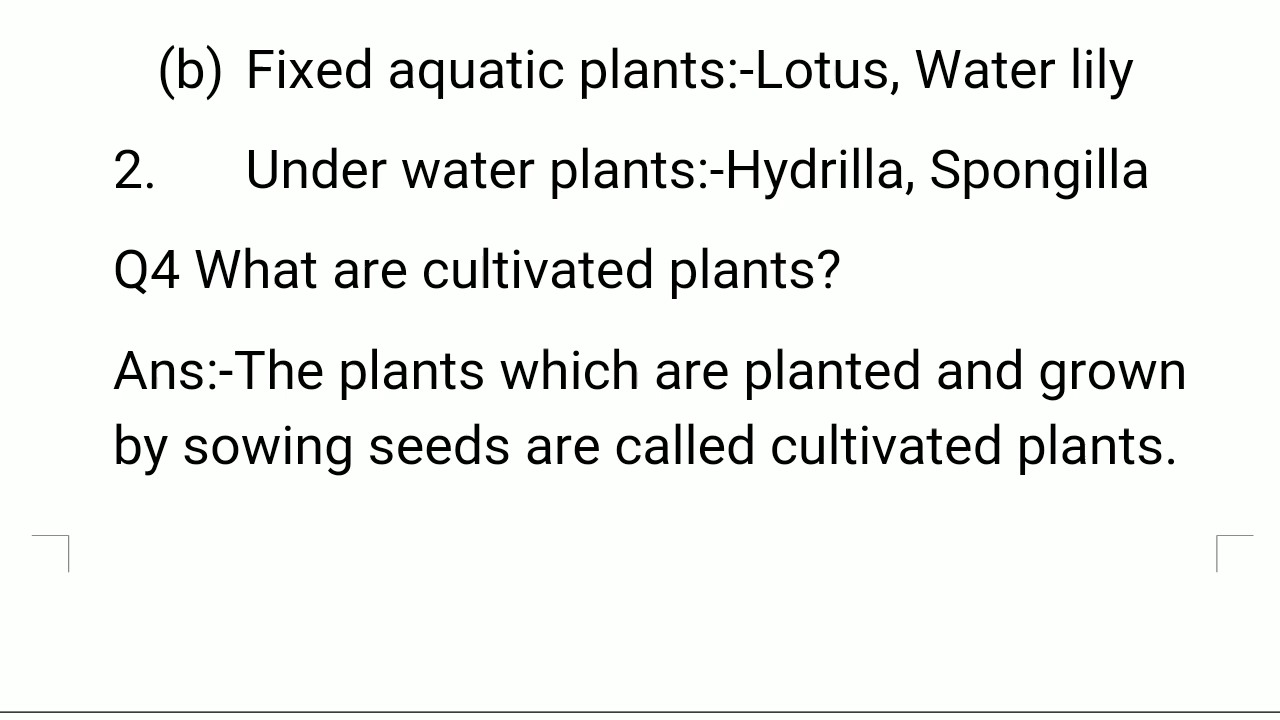 (b) Fixed aquatic plants:-Lotus, Water lily
2. Under water plants:-Hydrilla, Spongilla
Q4 What are cultivated plants?
Ans:-The plants which are planted and grown
by sowing seeds are called cultivated plants.